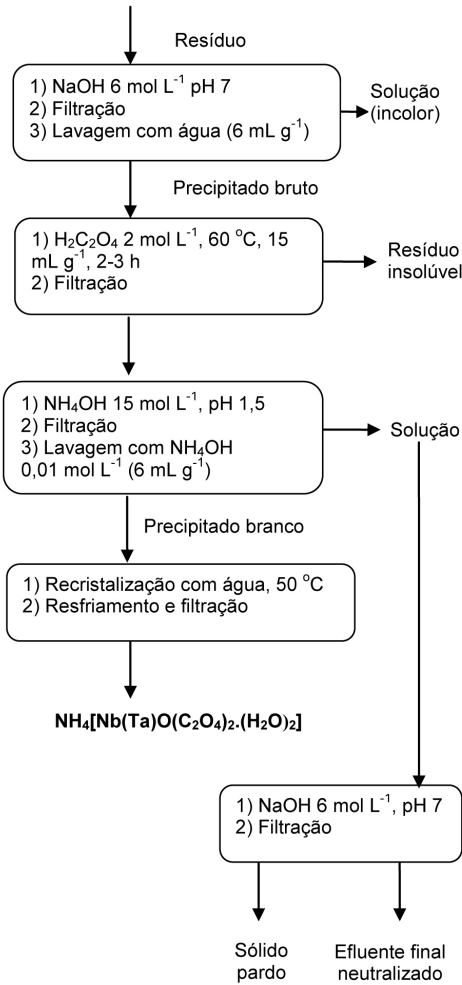 Resíduo
1) NaOH 6 mol L⁻¹ pH 7
2) Filtração
3) Lavagem com água (6 mL g⁻¹)
Solução
(incolor)
Precipitado bruto
1) H₂C₂O₄ 2 mol L⁻¹, 60 ºC, 15
mL g⁻¹, 2-3 h
2) Filtração
Resíduo
insolúvel
1) NH₄OH 15 mol L⁻¹, pH 1,5
2) Filtração
3) Lavagem com NH₄OH
0,01 mol L⁻¹ (6 mL g⁻¹)
Solução
Precipitado branco
1) Recristalização com água, 50 ºC
2) Resfriamento e filtração
NH₄[Nb(Ta)O(C₂O₄)₂.(H₂O)₂]
1) NaOH 6 mol L⁻¹, pH 7
2) Filtração
Sólido
pardo
Efluente final
neutralizado